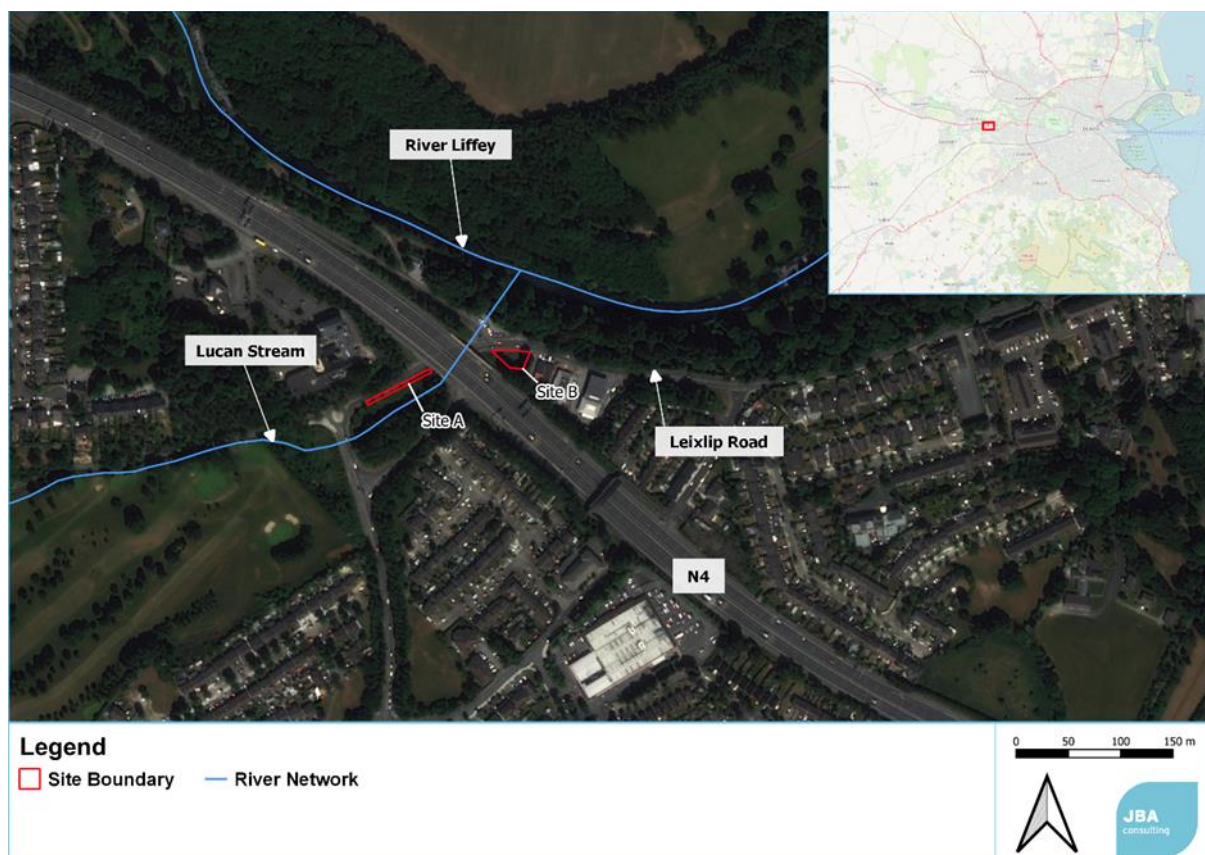 River Liffey
Lucan Stream
Site A
Site B
Leixlip Road
N4
Legend
Site Boundary
River Network
0 50 100 150 m
JBA
consulting